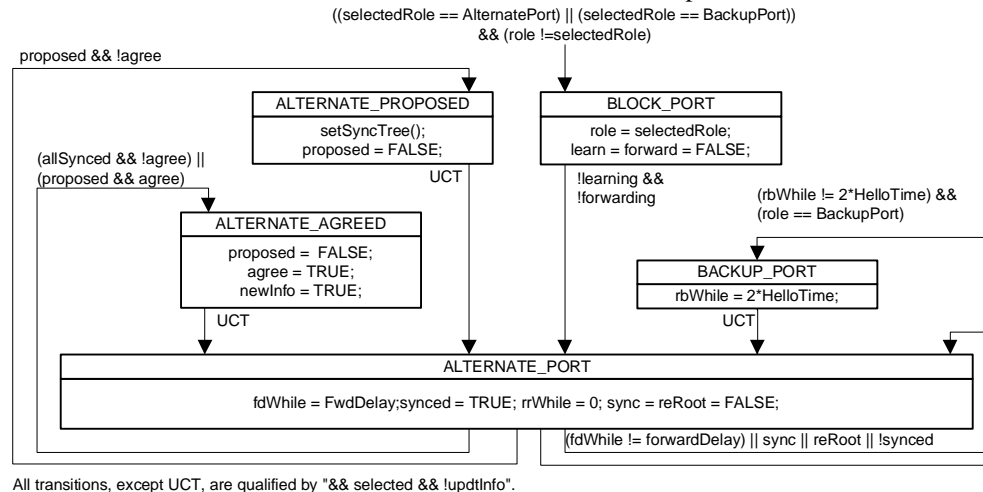 ((selectedRole == AlternatePort) || (selectedRole == BackupPort))
&& (role !=selectedRole)
proposed && !agree
ALTERNATE_PROPOSED
setSyncTree();
proposed = FALSE;
UCT
BLOCK_PORT
role = selectedRole;
learn = forward = FALSE;
!learning &&
!forwarding
(allSynced && !agree) ||
(proposed && agree)
ALTERNATE_AGREED
proposed = FALSE;
agree = TRUE;
newInfo = TRUE;
UCT
(rbWhile != 2*HelloTime) &&
(role == BackupPort)
BACKUP_PORT
rbWhile = 2*HelloTime;
UCT
ALTERNATE_PORT
fdWhile = FwdDelay;synced = TRUE; rrWhile = 0; sync = reRoot = FALSE;
(fdWhile != forwardDelay) || sync || reRoot || !synced
All transitions, except UCT, are qualified by "&& selected && !updtInfo".